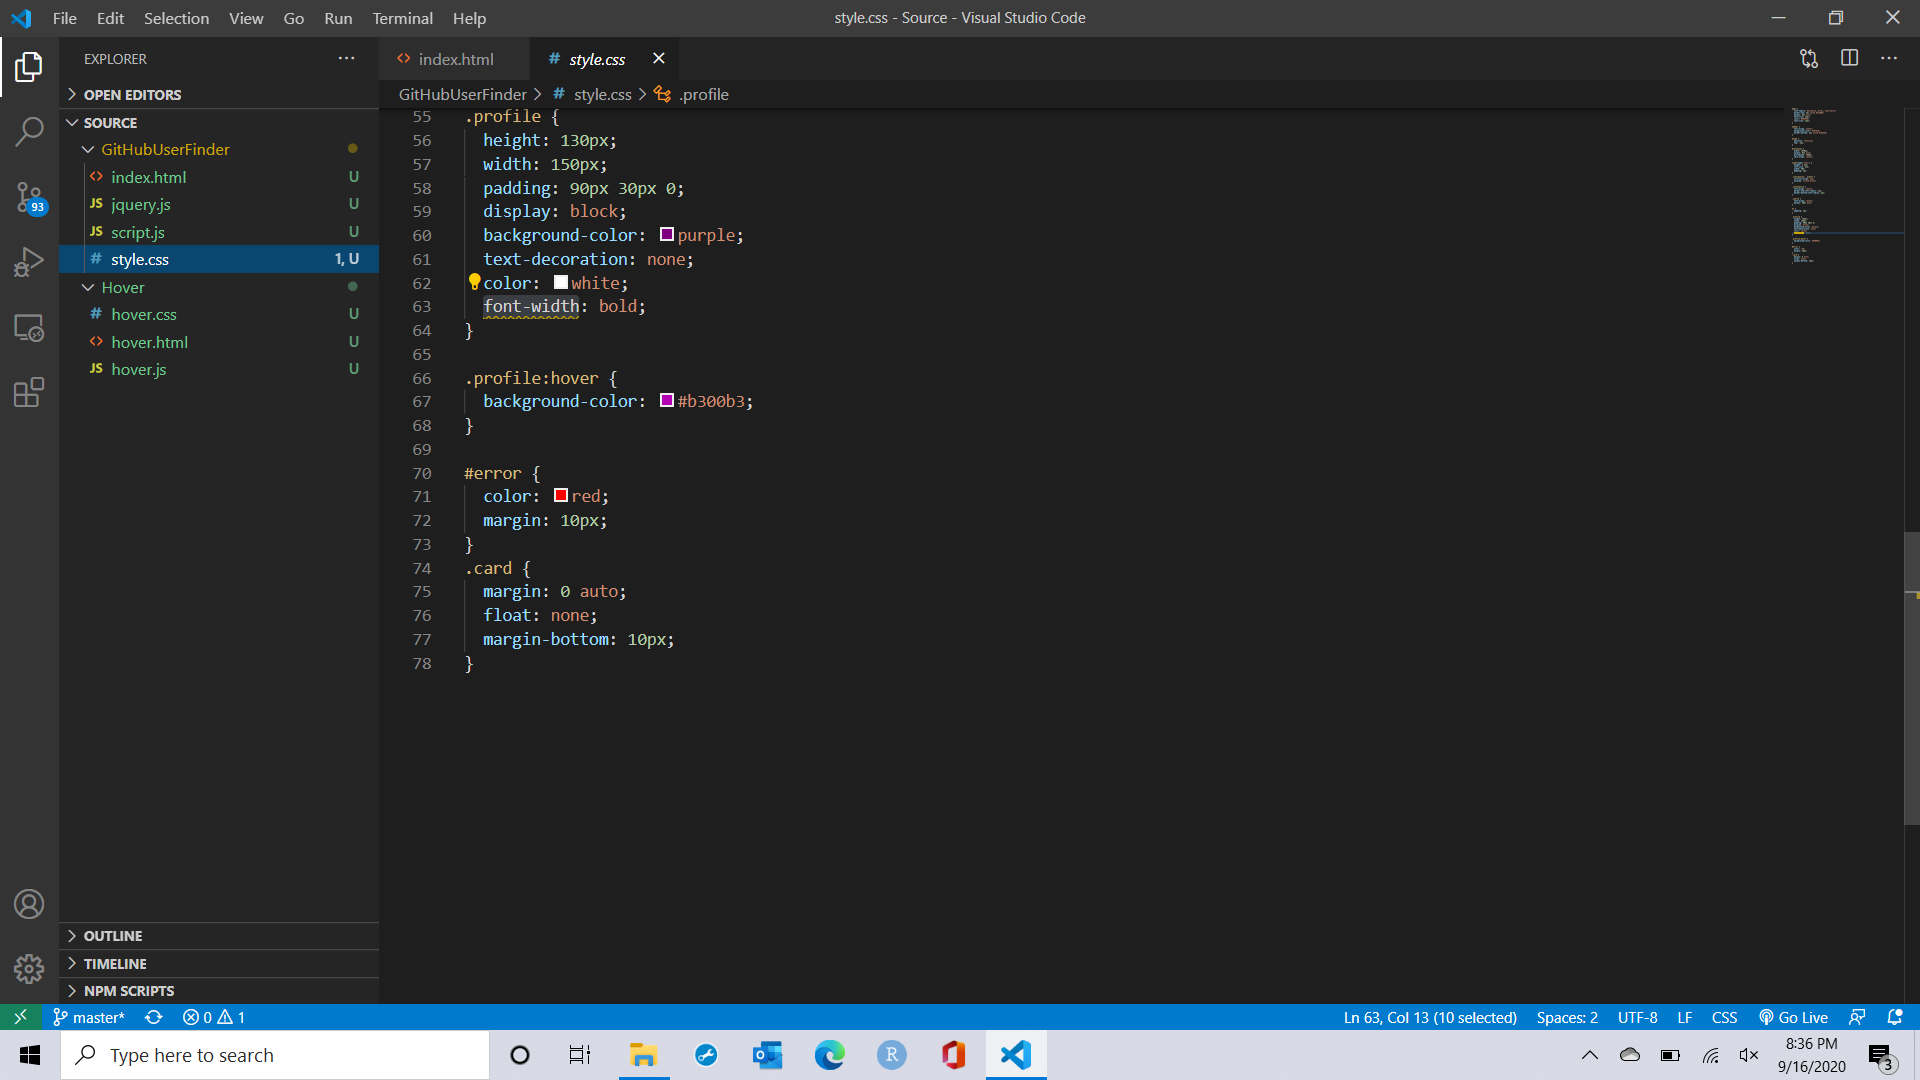 File Edit Selection View Go Run Terminal Help
style.css - Source - Visual Studio Code
EXPLORER
OPEN EDITORS
SOURCE
GitHubUserFinder
index.html U
jquery.js U
script.js U
style.css 1, U
Hover
hover.css U
hover.html U
hover.js U
OUTLINE
TIMELINE
NPM SCRIPTS
93
index.html
style.css
GitHubUserFinder > style.css > .profile
55 .profile {
56 height: 130px;
57 width: 150px;
58 padding: 90px 30px 0;
59 display: block;
60 background-color: purple;
61 text-decoration: none;
62 color: white;
63 font-width: bold;
64 }
65
66 .profile:hover {
67 background-color: #b300b3;
68 }
69
70 #error {
71 color: red;
72 margin: 10px;
73 }
74 .card {
75 margin: 0 auto;
76 float: none;
77 margin-bottom: 10px;
78 }
master* 0 1
Ln 63, Col 13 (10 selected) Spaces: 2 UTF-8 LF CSS Go Live
Type here to search
R
8:36 PM
9/16/2020
3